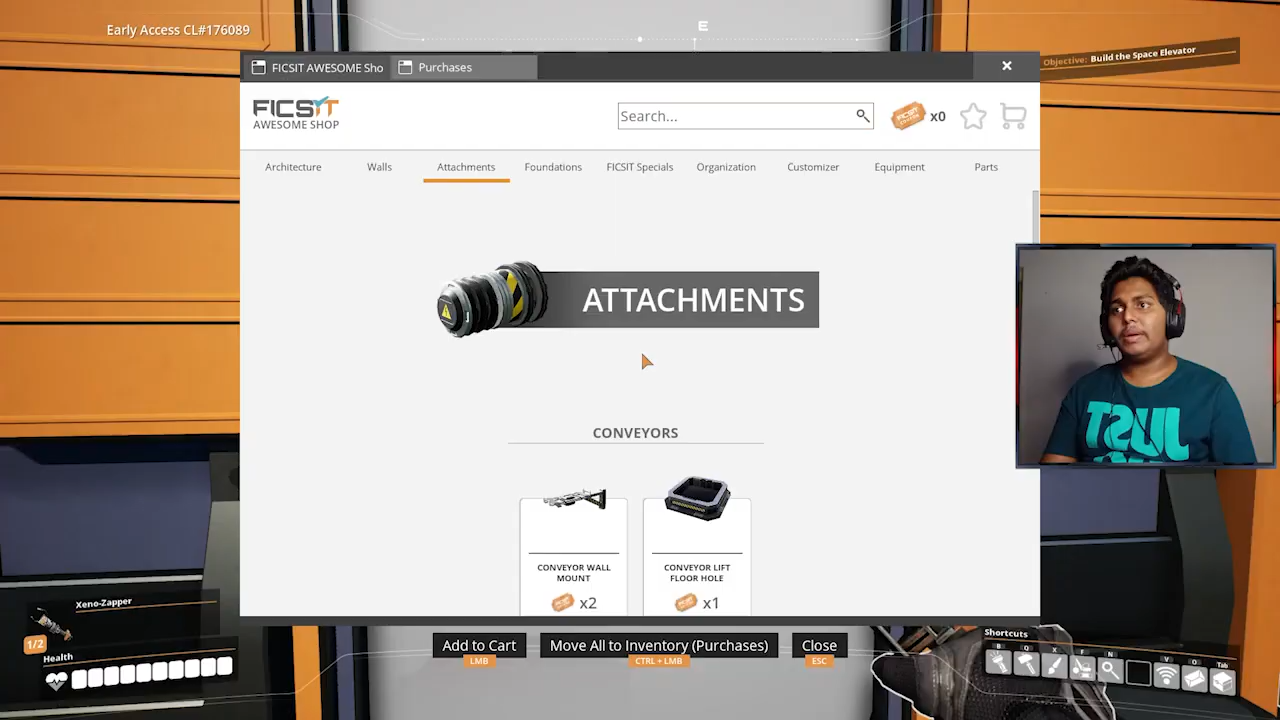 Early Access CL#176089
E
Objective: Build the Space Elevator
FICSIT AWESOME Sho
Purchases
FICSIT
AWESOME SHOP
Search...
x0
Architecture
Walls
Attachments
Foundations
FICSIT Specials
Organization
Customizer
Equipment
Parts
ATTACHMENTS
CONVEYORS
CONVEYOR WALL
MOUNT
x2
CONVEYOR LIFT
FLOOR HOLE
x1
JUST
Xeno-Zapper
1/2
Health
Add to Cart
LMB
Move All to Inventory (Purchases)
CTRL + LMB
Close
ESC
Shortcuts
B
Q
X
F
N
V
O
Tab